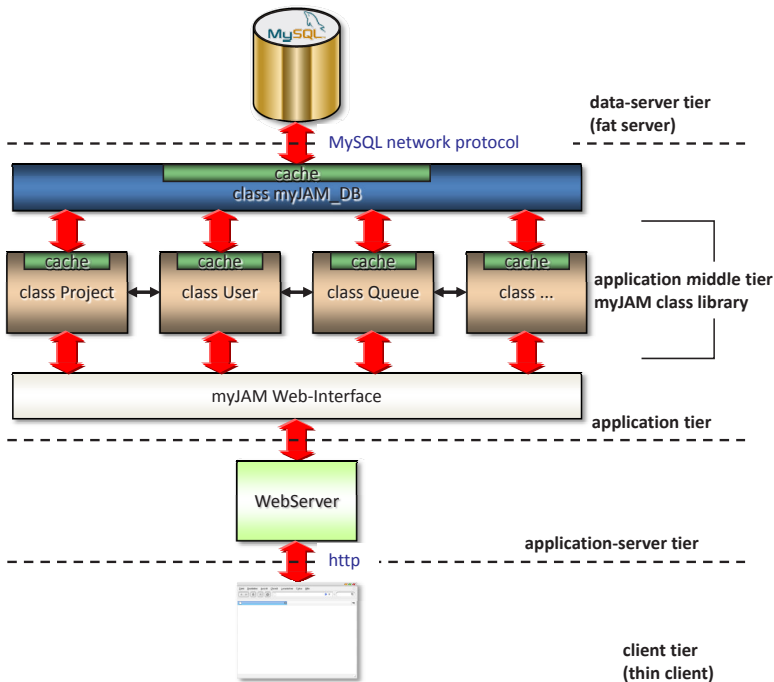 MySQL
data-server tier
(fat server)
MySQL network protocol
cache
class myJAM_DB
cache
cache
cache
cache
class Project
class User
class Queue
class ...
application middle tier
myJAM class library
myJAM Web-Interface
application tier
WebServer
application-server tier
http
client tier
(thin client)